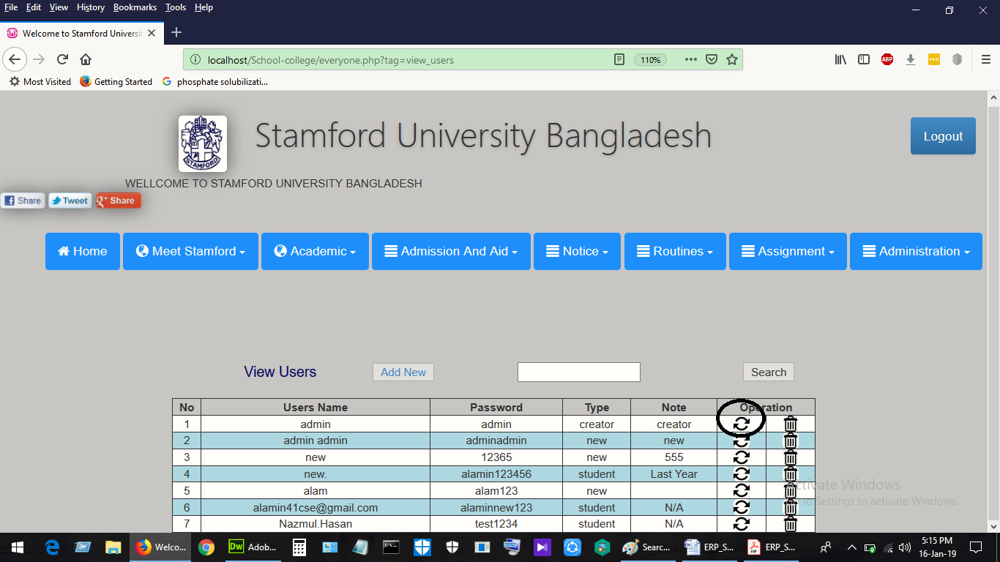 File Edit View History Bookmarks Tools Help
Welcome to Stamford Universit
localhost/School-college/everyone.php?tag=view_users 110% ABP
Most Visited Getting Started phosphate solubilizati...
STAMFORD
Stamford University Bangladesh
Logout
WELLCOME TO STAMFORD UNIVERSITY BANGLADESH
Share Tweet Share
Home Meet Stamford Academic Admission And Aid Notice Routines Assignment Administration
View Users Add New Search
No Users Name Password Type Note Operation
1 admin admin creator creator
2 admin admin adminadmin new new
3 new 12365 new 555
4 new. alamin123456 student Last Year
5 alam alam123 new
6 alamin41cse@gmail.com alaminnew123 student N/A
7 Nazmul.Hasan test1234 student N/A
Activate Windows
Go to Settings to activate Windows.
Welco... Dw Adob... Searc... ERP_S... ERP_S... 5:15 PM
16-Jan-19